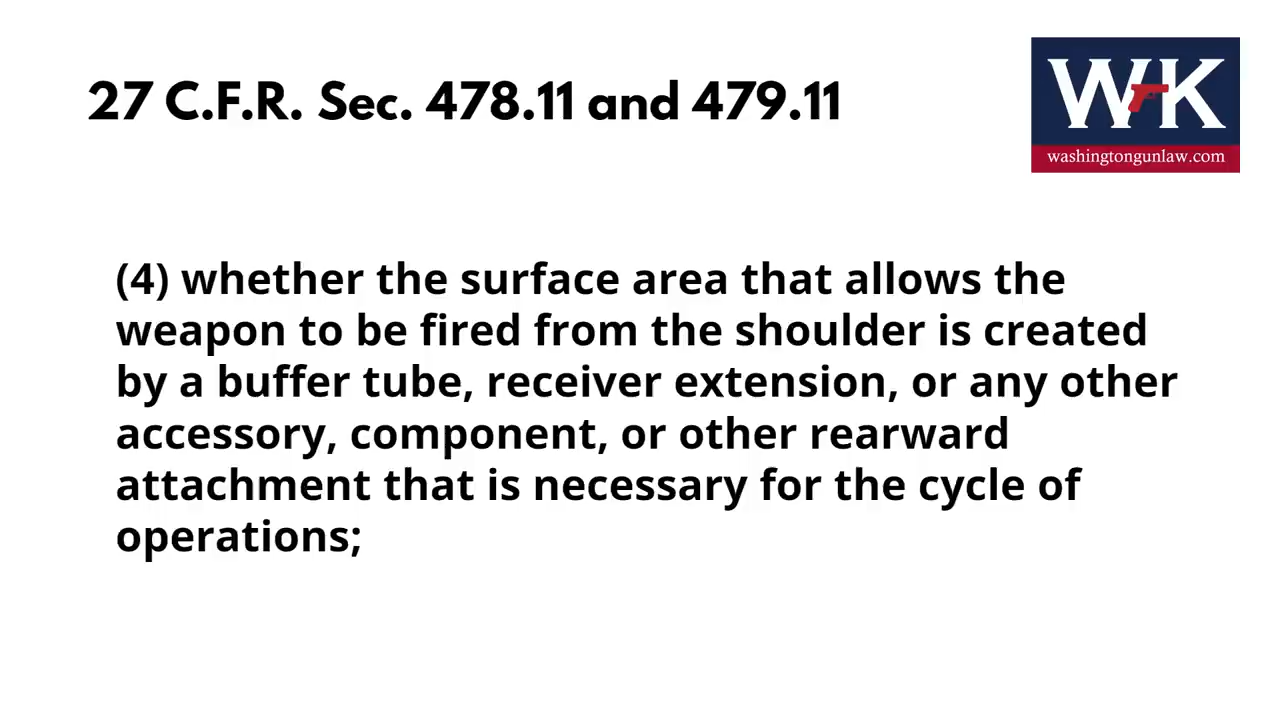 27 C.F.R. Sec. 478.11 and 479.11
W K
washingtongunlaw.com
(4) whether the surface area that allows the
weapon to be fired from the shoulder is created
by a buffer tube, receiver extension, or any other
accessory, component, or other rearward
attachment that is necessary for the cycle of
operations;